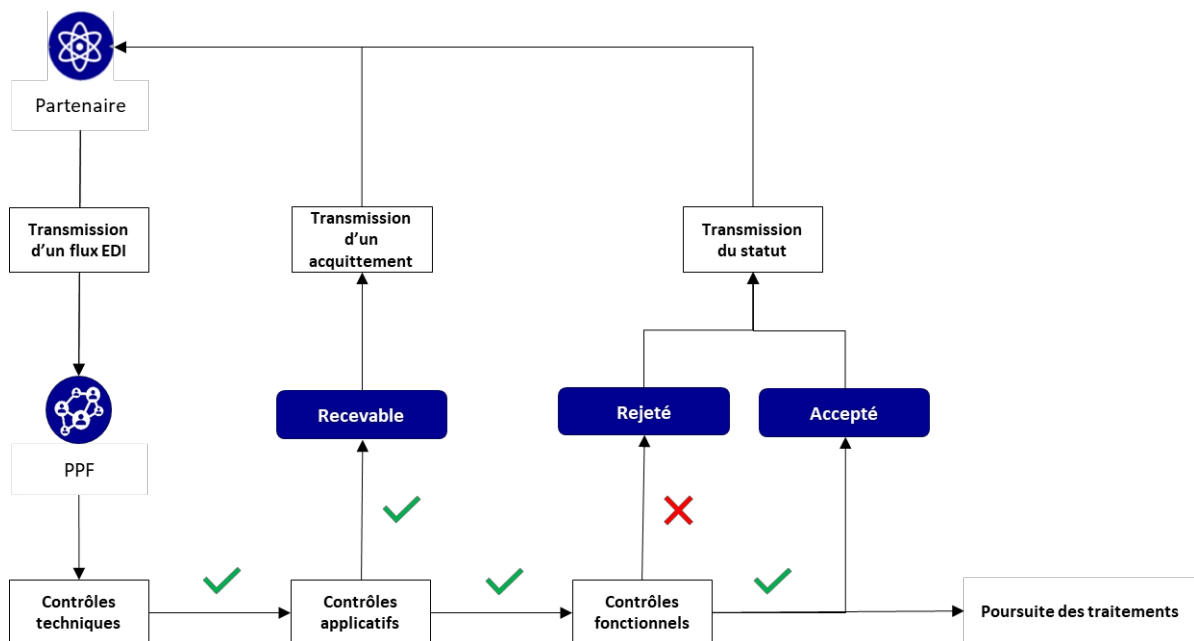 Partenaire
Transmission
d'un flux EDI
Transmission
d'un
acquittement
Transmission
du statut
Recevable
Rejeté
Accepté
PPF
Contrôles
techniques
Contrôles
applicatifs
Contrôles
fonctionnels
Poursuite des traitements